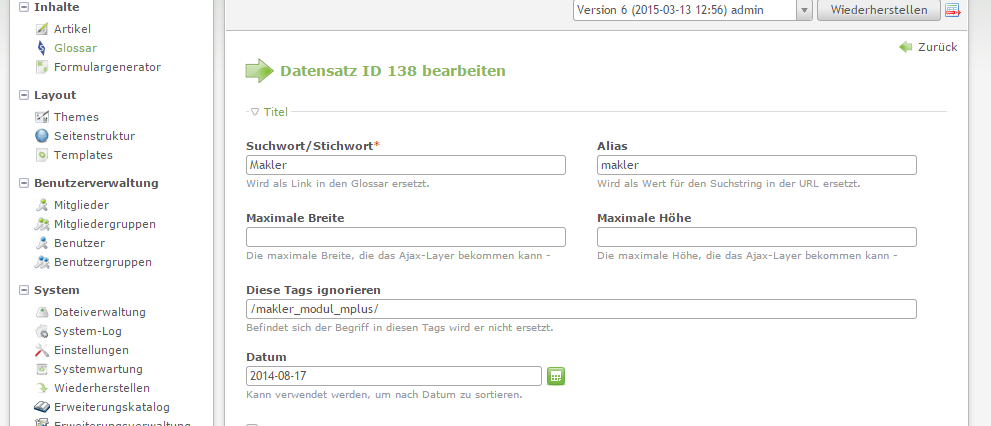 Inhalte
Artikel
Glossar
Formulargenerator
Layout
Themes
Seitenstruktur
Templates
Benutzerverwaltung
Mitglieder
Mitgliedergruppen
Benutzer
Benutzergruppen
System
Dateiverwaltung
System-Log
Einstellungen
Systemwartung
Wiederherstellen
Erweiterungskatalog
Erweiterungsverwaltung
Version 6 (2015-03-13 12:56) admin
Wiederherstellen
Zurück
Datensatz ID 138 bearbeiten
Titel
Suchwort/Stichwort*
Alias
Makler
makler
Wird als Link in den Glossar ersetzt.
Wird als Wert für den Suchstring in der URL ersetzt.
Maximale Breite
Maximale Höhe
Die maximale Breite, die das Ajax-Layer bekommen kann -
Die maximale Höhe, die das Ajax-Layer bekommen kann -
Diese Tags ignorieren
/makler_modul_mplus/
Befindet sich der Begriff in diesen Tags wird er nicht ersetzt.
Datum
2014-08-17
Kann verwendet werden, um nach Datum zu sortieren.